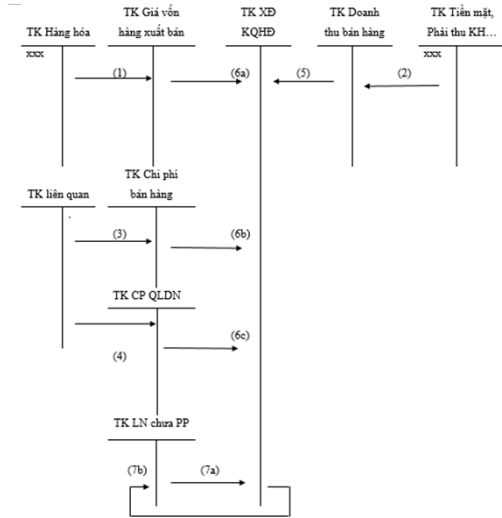 TK Giá vốn
hàng xuất bán
TK XĐ
KQHĐ
TK Doanh
thu bán hàng
TK Tiền mặt,
Phải thu KH…
TK Hàng hóa
xxx
xxx
(1)
(6a)
(5)
(2)
TK Chi phí
bán hàng
TK liên quan
(3)
(6b)
TK CP QLDN
(4)
(6c)
TK LN chưa PP
(7b)
(7a)